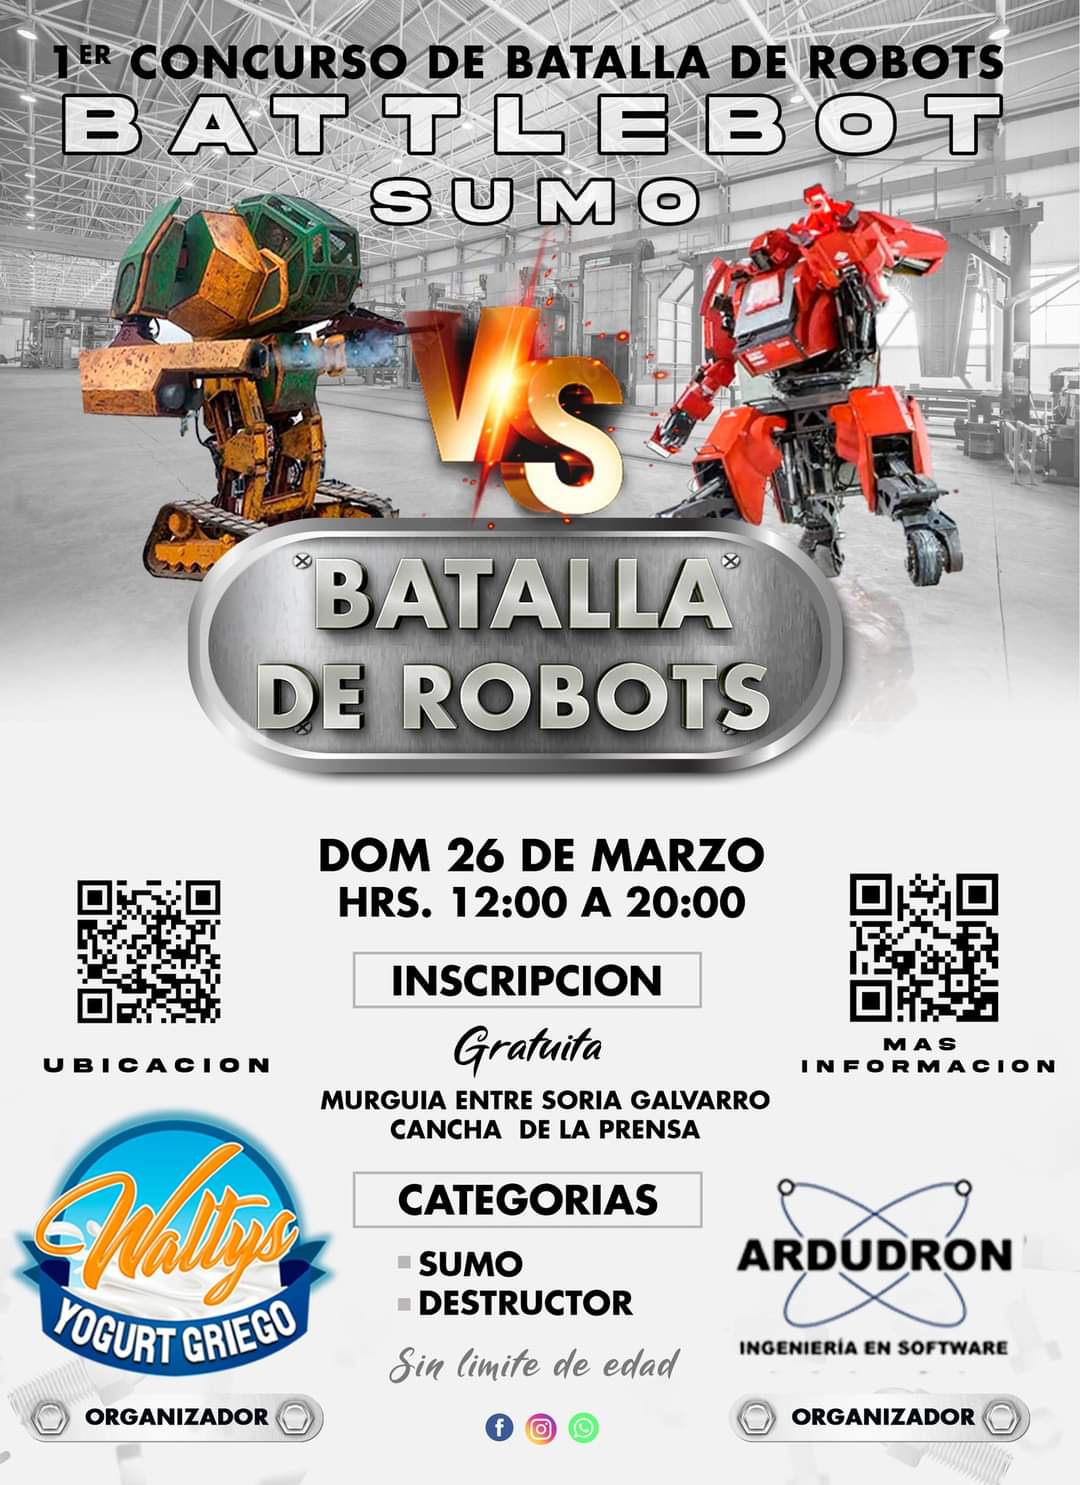 1ER CONCURSO DE BATALLA DE ROBOTS
BATTLEBOT
SUMO
VS
BATALLA
DE ROBOTS
DOM 26 DE MARZO
HRS. 12:00 A 20:00
INSCRIPCION
Gratuita
UBICACION
MAS
INFORMACION
MURGUIA ENTRE SORIA GALVARRO
CANCHA DE LA PRENSA
CATEGORIAS
SUMO
DESTRUCTOR
Sin limite de edad
Waltys
YOGURT GRIEGO
ORGANIZADOR
ARDUDRON
INGENIERÍA EN SOFTWARE
ORGANIZADOR